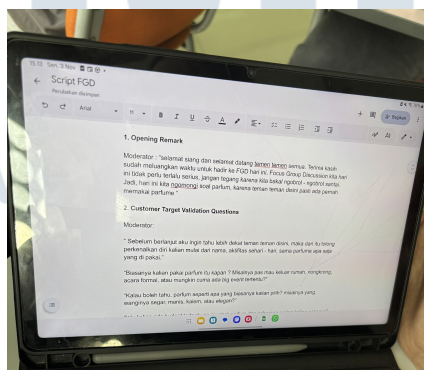 15.13 Sen, 3 Nov
Script FGD
Perubahan disimpan
Arial
11
B I U
1. Opening Remark
Moderator : "selamat siang dan selamat datang temen temen semua. Terima kasih
sudah meluangkan waktu untuk hadir ke FGD hari ini. Focus Group Discussion kita hari
ini tidak perlu terlalu serius, jangan tegang karena kita bakal ngobrol - ngobrol santai.
Jadi, hari ini kita ngomongi soal parfum, karena teman teman disini pasti ada pernah
memakai parfume "
2. Customer Target Validation Questions
Moderator:
" Sebelum berlanjut aku ingin tahu lebih dekat teman teman disini, maka dari itu tolong
perkenalkan diri kalian mulai dari nama, aktifitas sehari - hari, sama parfume apa saja
yang di pakai."
"Biasanya kalian pakai parfum itu kapan ? Misalnya pas mau keluar rumah, nongkrong,
acara formal, atau mungkin cuma ada big event tertentu?"
"Kalau boleh tahu, parfum seperti apa yang biasanya kalian pilih? misalnya yang
wanginya segar, manis, kalem, atau elegan?"